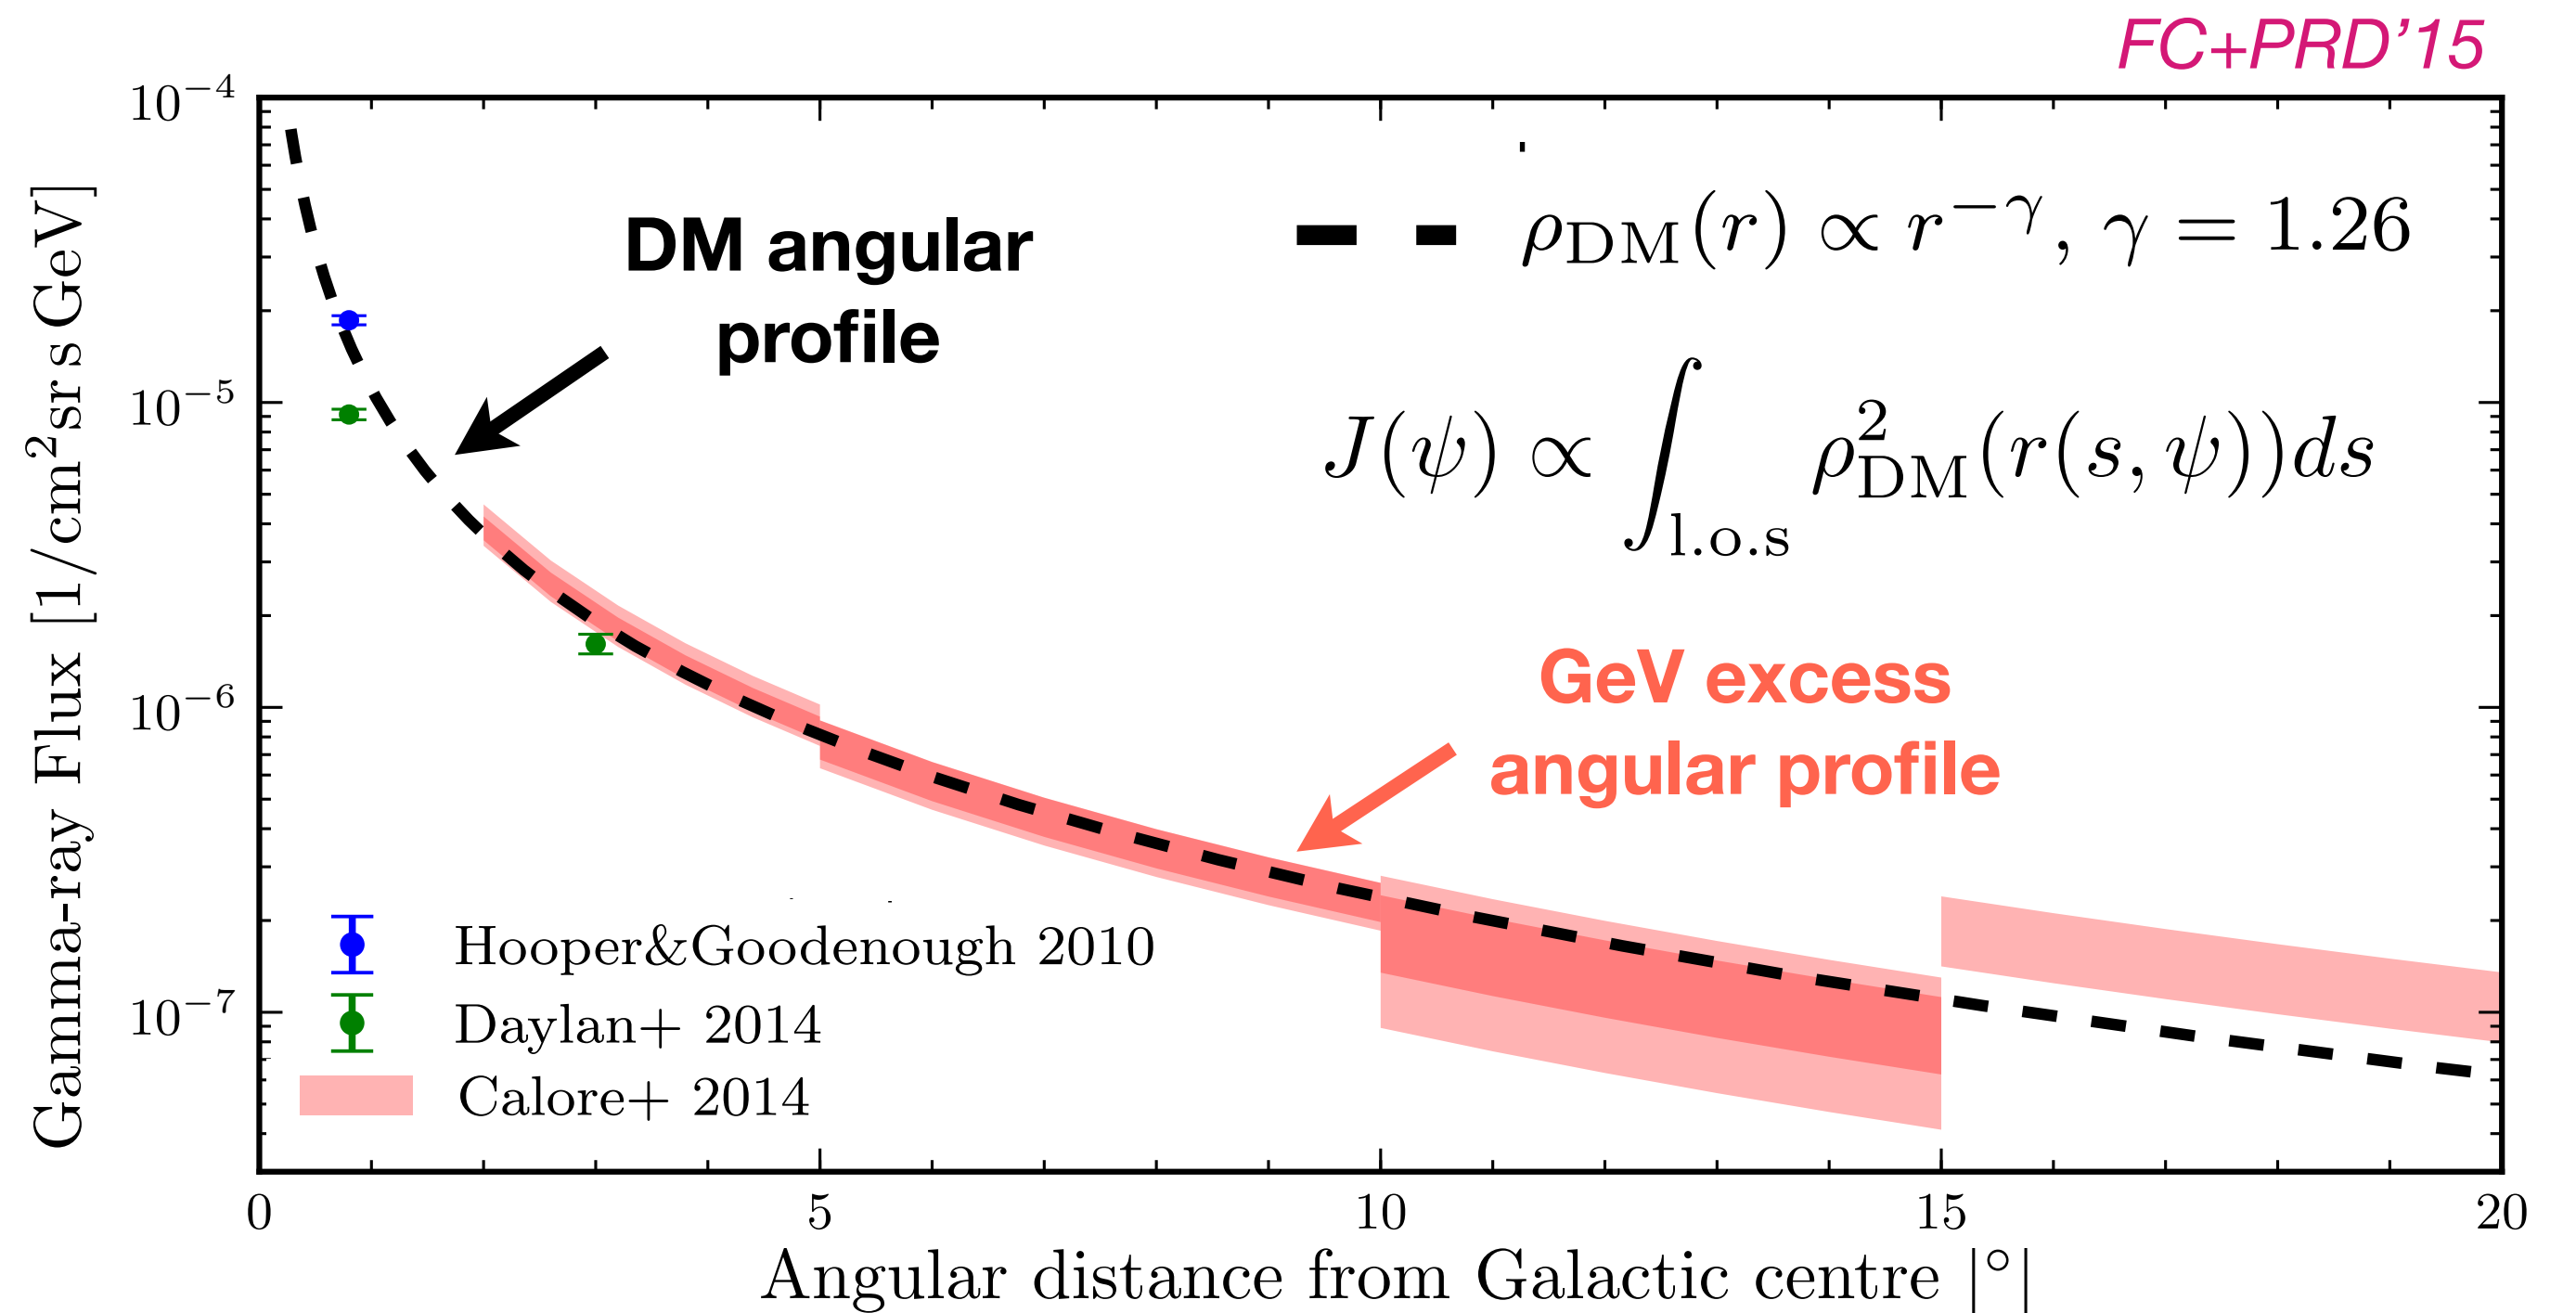 FC+PRD'15
10⁻⁴
10⁻⁵
10⁻⁶
10⁻⁷
Gamma-ray Flux [1/cm² sr s GeV]
DM angular
profile
ρ_DM(r) ∝ r^−γ, γ = 1.26
J(ψ) ∝ ∫_l.o.s ρ²_DM(r(s, ψ))ds
GeV excess
angular profile
Hooper&Goodenough 2010
Daylan+ 2014
Calore+ 2014
0 5 10 15 20
Angular distance from Galactic centre |°|